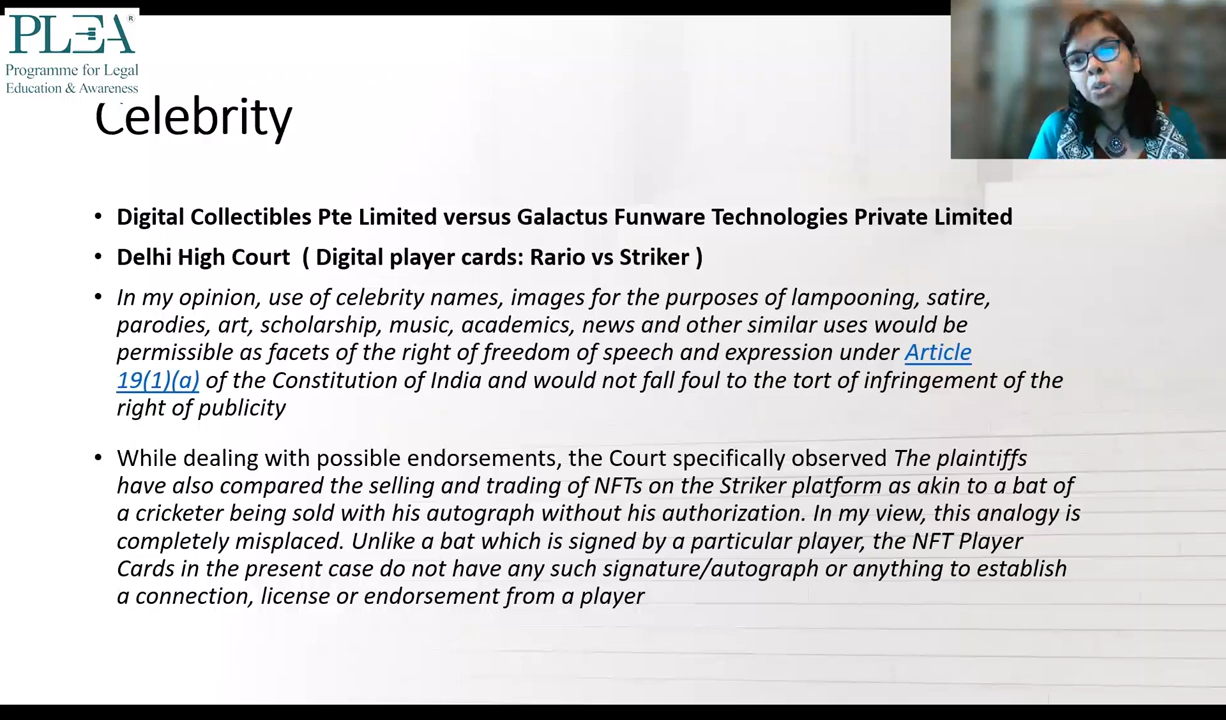 PLEA®
Programme for Legal
Education & Awareness
Celebrity
• Digital Collectibles Pte Limited versus Galactus Funware Technologies Private Limited
• Delhi High Court ( Digital player cards: Rario vs Striker )
• In my opinion, use of celebrity names, images for the purposes of lampooning, satire,
parodies, art, scholarship, music, academics, news and other similar uses would be
permissible as facets of the right of freedom of speech and expression under Article
19(1)(a) of the Constitution of India and would not fall foul to the tort of infringement of the
right of publicity
• While dealing with possible endorsements, the Court specifically observed The plaintiffs
have also compared the selling and trading of NFTs on the Striker platform as akin to a bat of
a cricketer being sold with his autograph without his authorization. In my view, this analogy is
completely misplaced. Unlike a bat which is signed by a particular player, the NFT Player
Cards in the present case do not have any such signature/autograph or anything to establish
a connection, license or endorsement from a player